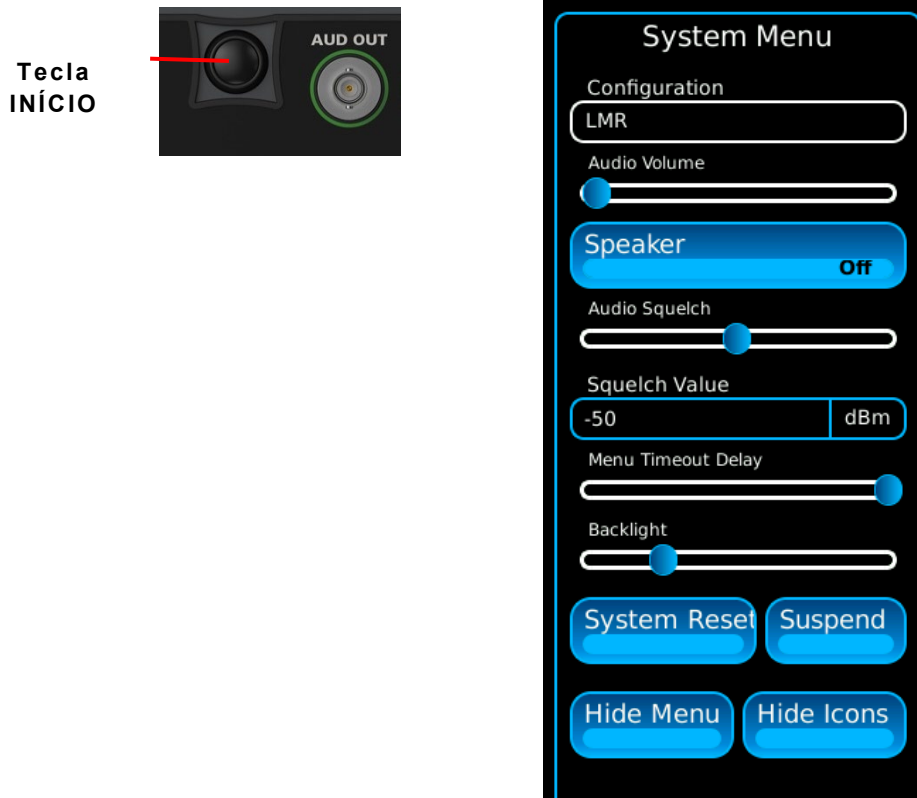 Tecla
INÍCIO
AUD OUT
System Menu
Configuration
LMR
Audio Volume
Speaker
Off
Audio Squelch
Squelch Value
-50 dBm
Menu Timeout Delay
Backlight
System Reset Suspend
Hide Menu Hide Icons